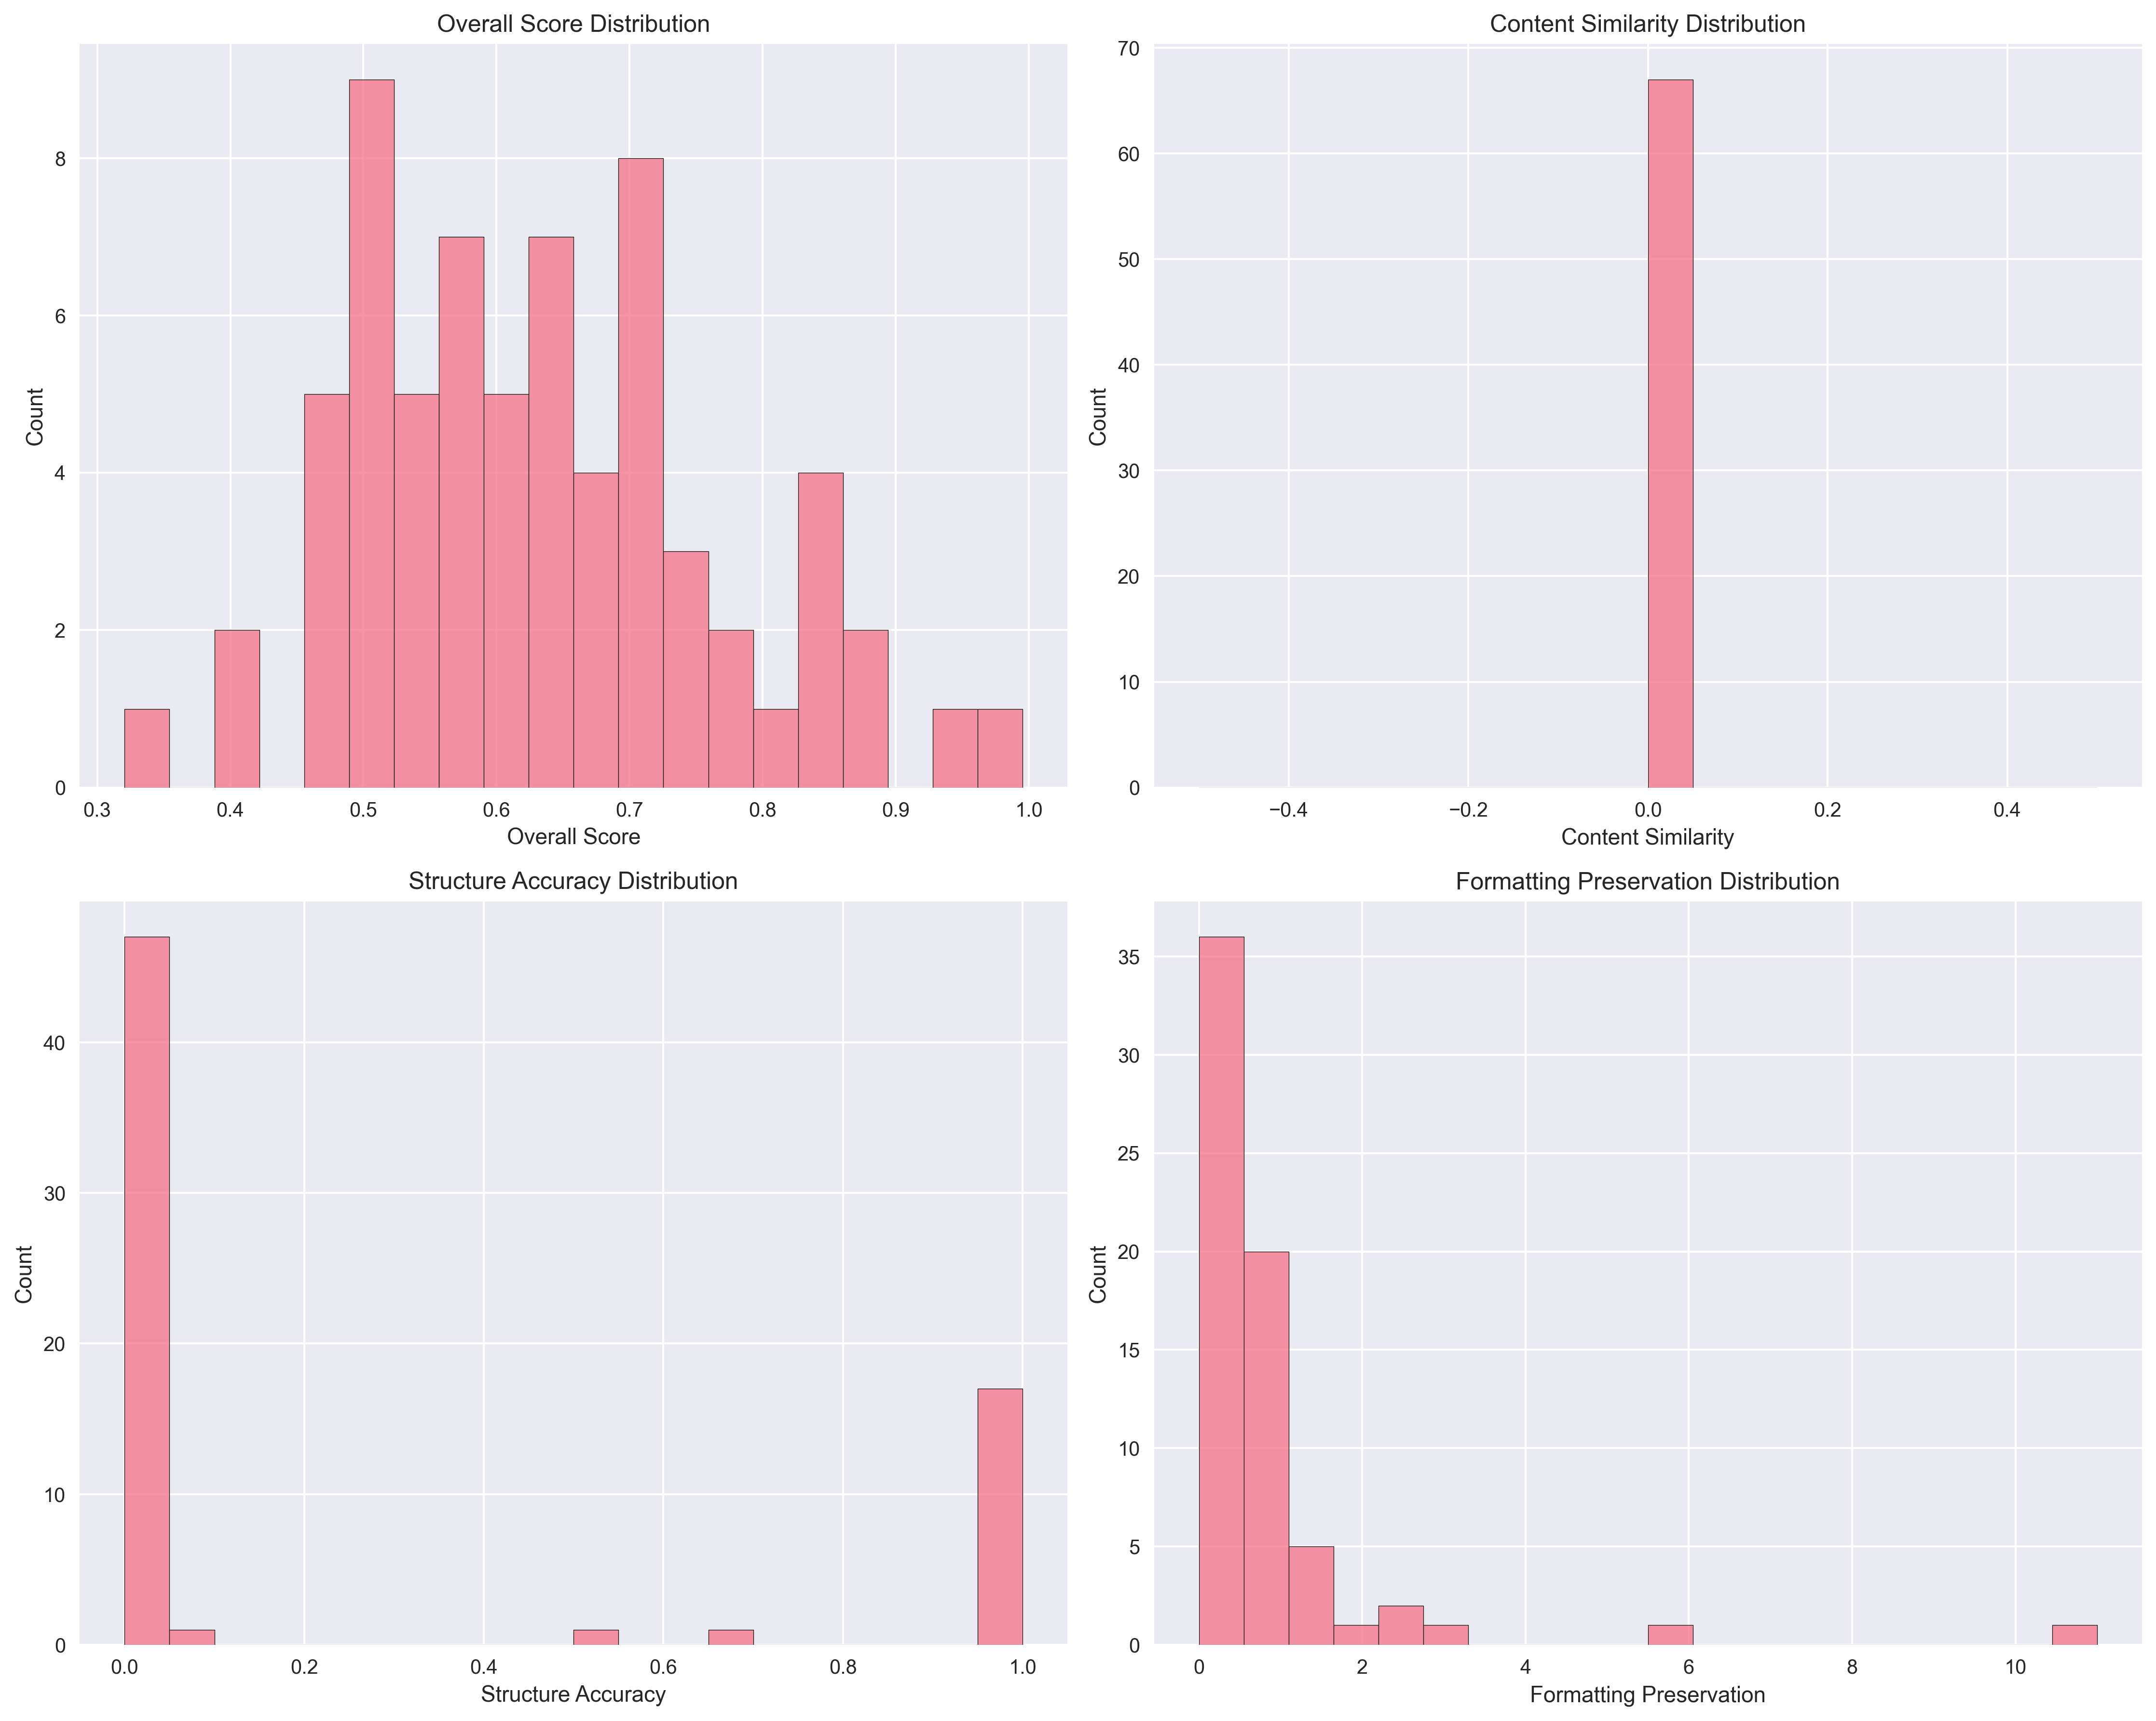 Overall Score Distribution
Count
8
6
4
2
0
0.3 0.4 0.5 0.6 0.7 0.8 0.9 1.0
Overall Score
Content Similarity Distribution
Count
70
60
50
40
30
20
10
0
−0.4 −0.2 0.0 0.2 0.4
Content Similarity
Structure Accuracy Distribution
Count
40
30
20
10
0
0.0 0.2 0.4 0.6 0.8 1.0
Structure Accuracy
Formatting Preservation Distribution
Count
35
30
25
20
15
10
5
0
0 2 4 6 8 10
Formatting Preservation